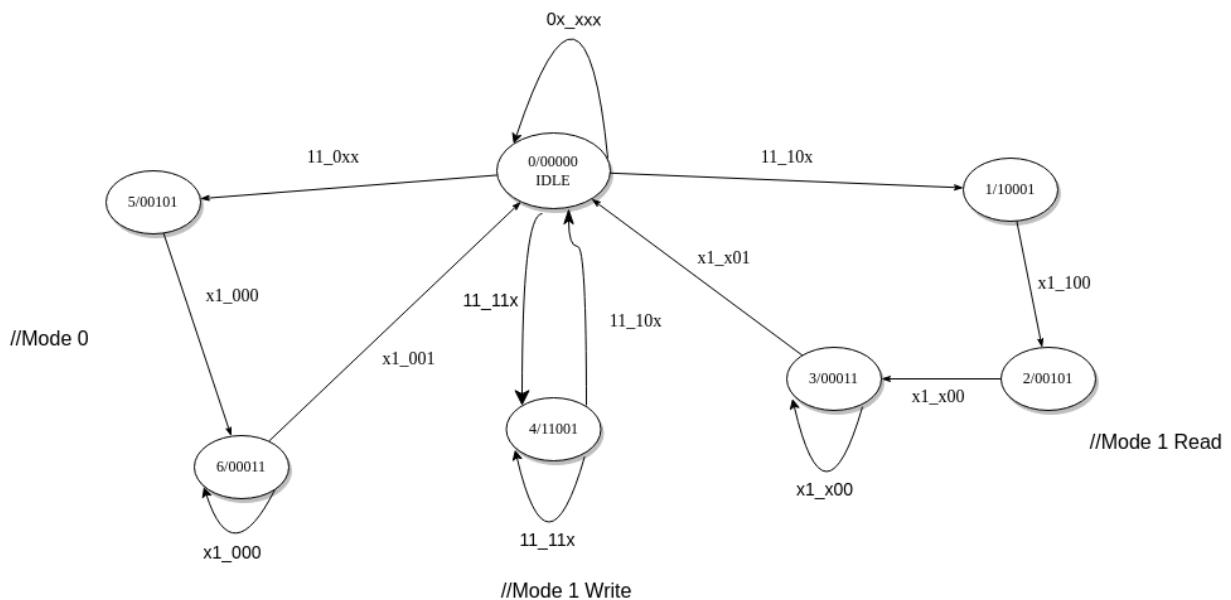 0x_xxx
11_0xx
0/00000
IDLE
11_10x
5/00101
1/10001
x1_000
11_11x
x1_x01
x1_100
//Mode 0
x1_001
11_10x
3/00011
2/00101
x1_x00
4/11001
//Mode 1 Read
6/00011
x1_x00
x1_000
11_11x
//Mode 1 Write